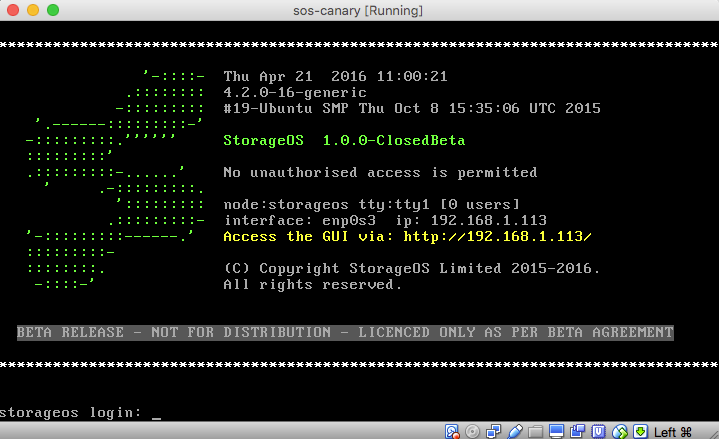 sos-canary [Running]
Thu Apr 21  2016 11:00:21
4.2.0-16-generic
#19-Ubuntu SMP Thu Oct 8 15:35:06 UTC 2015
StorageOS  1.0.0-ClosedBeta
No unauthorised access is permitted
node:storageos tty:tty1 [0 users]
interface: enp0s3  ip: 192.168.1.113
Access the GUI via: http://192.168.1.113/
(C) Copyright StorageOS Limited 2015-2016.
All rights reserved.
BETA RELEASE - NOT FOR DISTRIBUTION - LICENCED ONLY AS PER BETA AGREEMENT
storageos login: _
Left ⌘